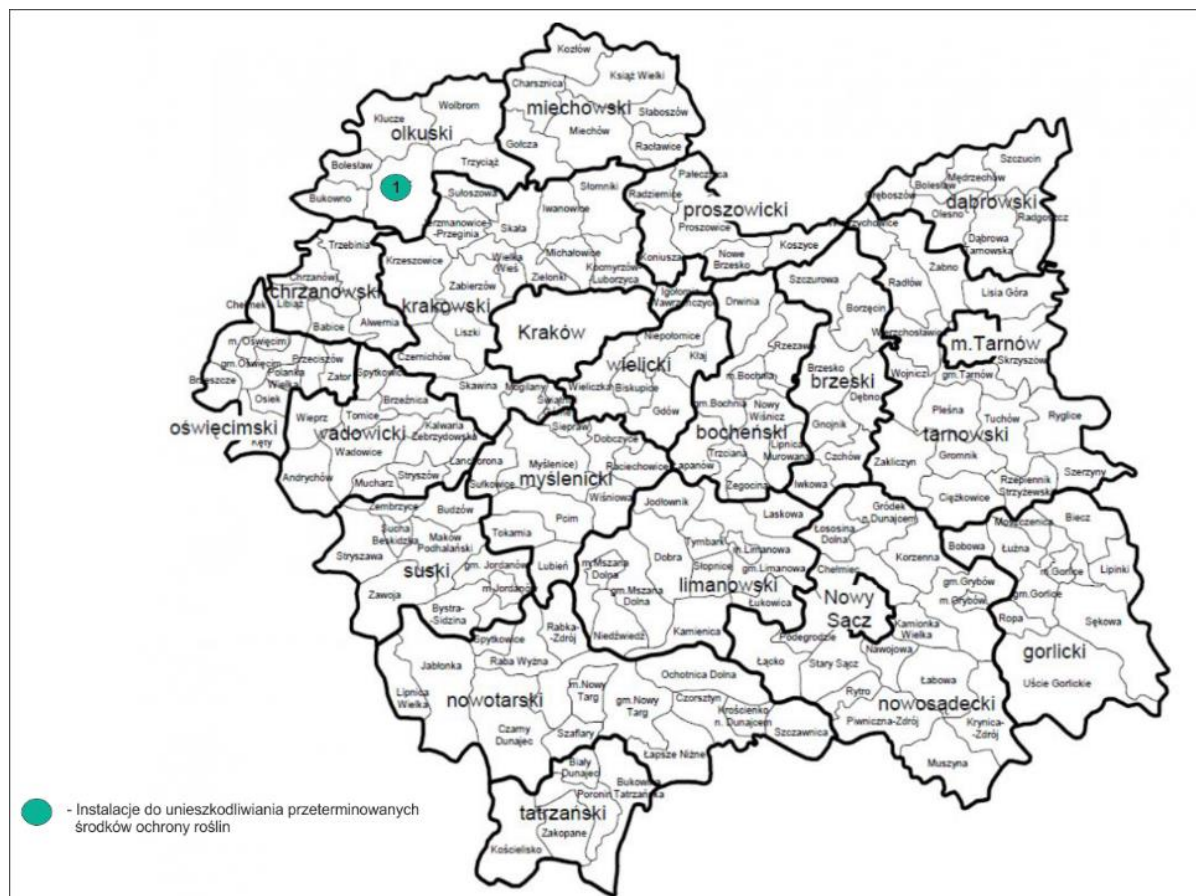 Kozłów
Książ Wielki
Charsznica
miechowski
Słaboszów
Miechów
Racławice
Gołcza
Wolbrom
Klucze
olkuski
Trzyciąż
Bolesław
Bukowno
1
Szczucin
Mędrzechów
Bolesław
dąbrowski
Olesno
Radgoszcz
Dąbrowa
Tarnowska
Pałecznica
Radziemice
proszowicki
Proszowice
Koszyce
Nowe
Brzesko
Koniusza
Słomniki
Sułoszowa
Iwanowice
Skała
-Przeginia
Krzeszowice
Wielka
Wieś
Michałowice
Zielonki
Kocmyrzów
-Luborzyca
Zabierzów
krakowski
Liszki
Kraków
Czernichów
Skawina
Mogilany
Trzebinia
Chrzanów
chrzanowski
Libiąż
Babice
Alwernia
m.Oświęcim
gm.Oświęcim
Przeciszów
Polanka
Wielka
Zator
Brzeszcze
Osiek
oświęcimski
Kęty
Spytkowice
Brzeźnica
Wieprz
Tomice
wadowicki
Wadowice
Kalwaria
Zebrzydowska
Andrychów
Stryszów
Mucharz
Lanckorona
Niepołomice
wielicki
Kłaj
Wieliczka
Biskupice
Gdów
Drwinia
Rzezawa
m.Bochnia
gm.Bochnia
Nowy
Wiśnicz
bocheński
Trzciana
Lipnica
Murowana
Łapanów
Żegocina
Szczurowa
Borzęcin
Brzesko
brzeski
Dębno
Gnojnik
Czchów
Iwkowa
Żabno
Radłów
Lisia Góra
Wierzchosławice
m.Tarnów
Skrzyszów
Wojnicz
gm.Tarnów
Pleśna
Tuchów
Ryglice
tarnowski
Gromnik
Zakliczyn
Szerzyny
Rzepiennik
Strzyżewski
Ciężkowice
Siepraw
Dobczyce
Myślenice)
Raciechowice
myślenicki
Sułkowice
Wiśniowa
Pcim
Tokarnia
Lubień
Zembrzyce
Budzów
Sucha
Beskidzka
Maków
Podhalański
Stryszawa
suski
gm.Jordanów
m.Jordanów
Zawoja
Bystra-
-Sidzina
Jodłownik
Laskowa
Tymbark
m.Limanowa
Dobra
Słopnice
gm.Limanowa
m.Mszana
Dolna
limanowski
gm.Mszana
Dolna
Łukowica
Niedźwiedź
Kamienica
Gródek
n.Dunajcem
Łososina
Dolna
Korzenna
Chełmiec
gm.Grybów
m.Grybów
Nowy
Sącz
Kamionka
Wielka
Podegrodzie
Nawojowa
Łącko
Stary Sącz
Łabowa
Rytro
nowosądecki
Piwniczna-Zdrój
Krynica-
-Zdrój
Muszyna
Moszczenica
Biecz
Bobowa
Łużna
Lipinki
m.Gorlice
gm.Gorlice
Ropa
Sękowa
gorlicki
Uście Gorlickie
Rabka-
-Zdrój
Spytkowice
Raba Wyżna
Jabłonka
Lipnica
Wielka
nowotarski
m.Nowy
Targ
gm.Nowy
Targ
Ochotnica Dolna
Czorsztyn
Krościenko
n. Dunajcem
Szczawnica
Czarny
Dunajec
Szaflary
Łapsze Niżne
Biały
Dunajec
Bukowina
Tatrzańska
Poronin
tatrzański
Zakopane
Kościelisko
- Instalacje do unieszkodliwiania przeterminowanych
środków ochrony roślin